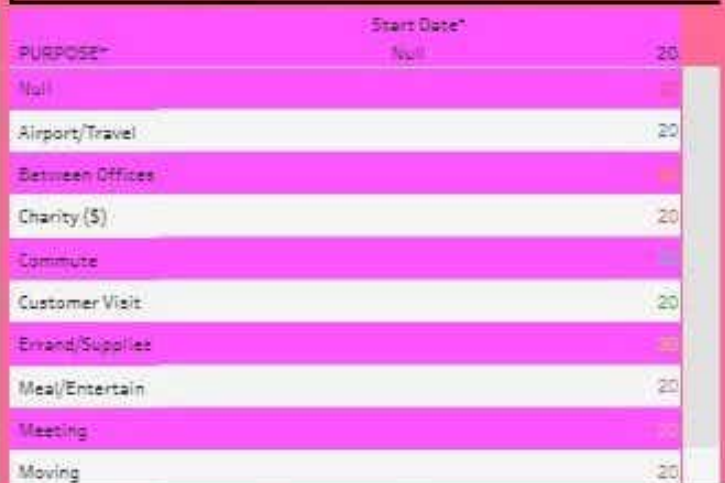 Start Date*
PURPOSE* Null 20
Null
Airport/Travel 20
Between Offices
Charity ($) 20
Commute
Customer Visit 20
Errand/Supplies
Meal/Entertain 20
Meeting
Moving 20